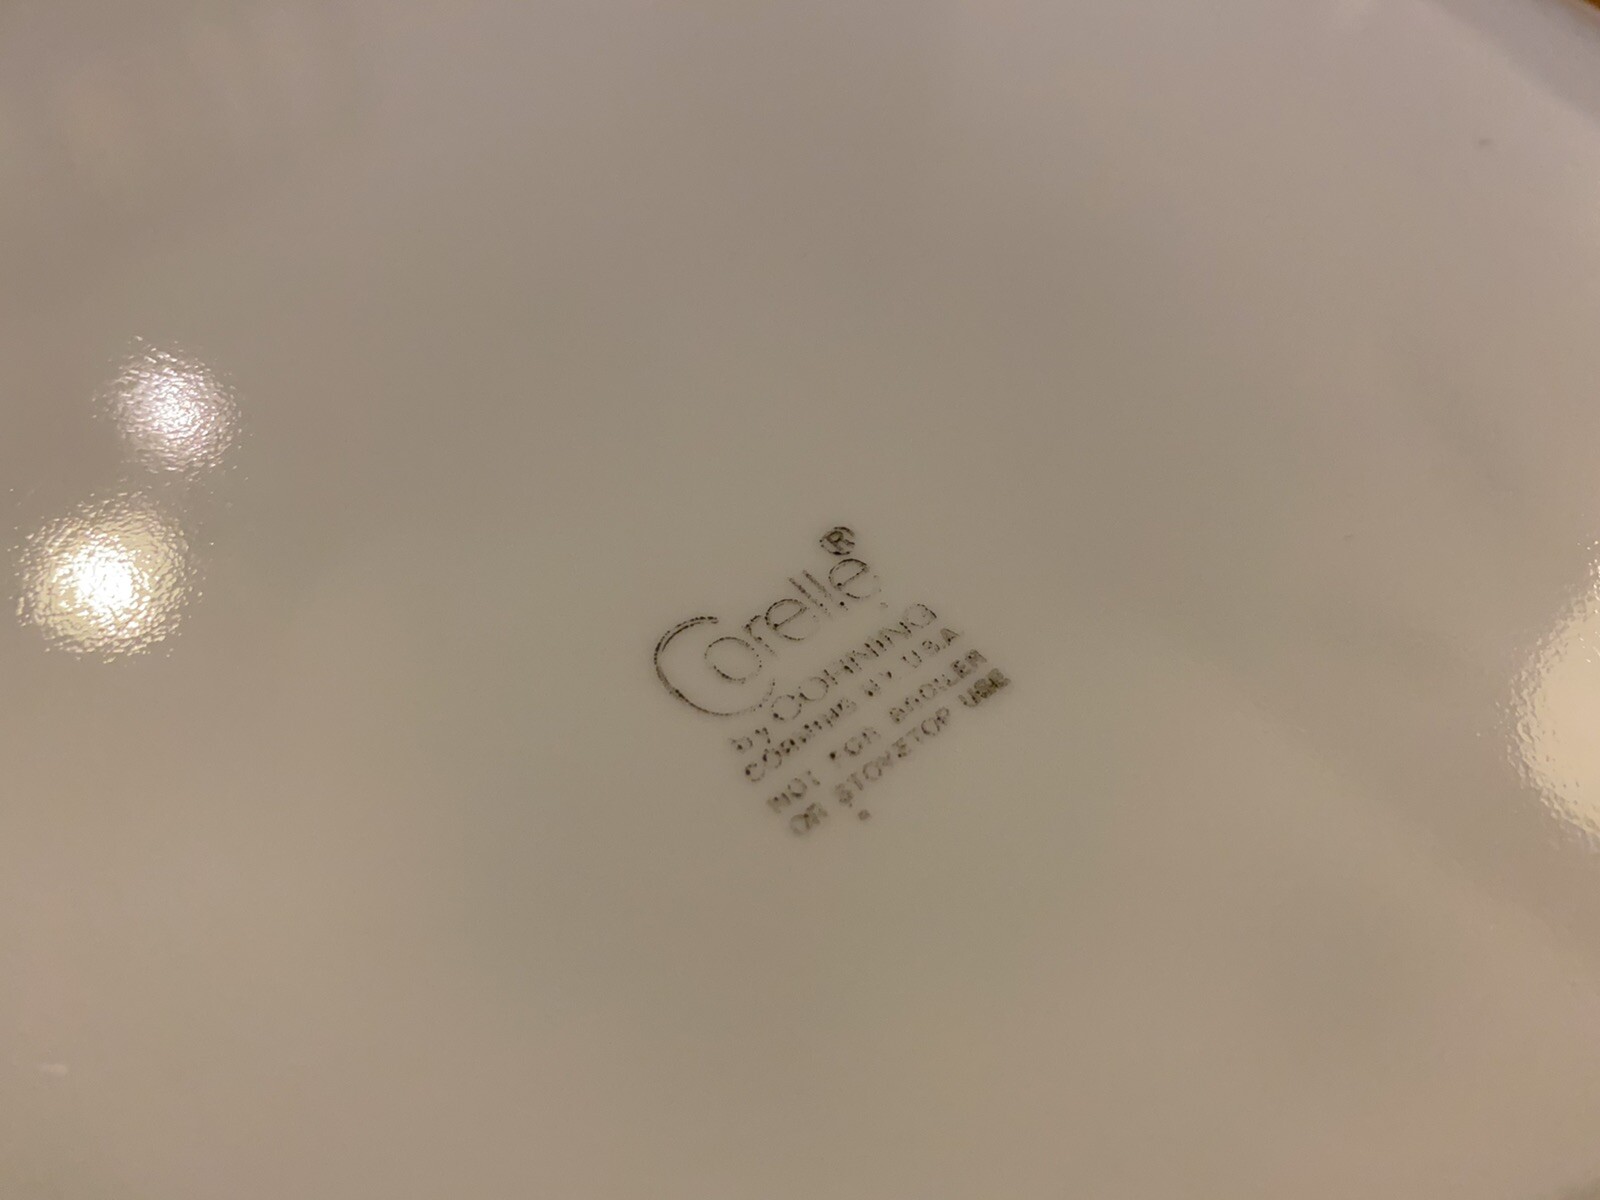 Corelle®
by CORNING
CORNING NY U.S.A
NOT FOR BROILER
OR STOVETOP USE